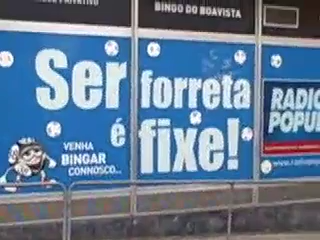 BINGO DO BOAVISTA
Ser forreta
é fixe!
VENHA
BINGAR
CONNOSCO...
RADIO
POPUL